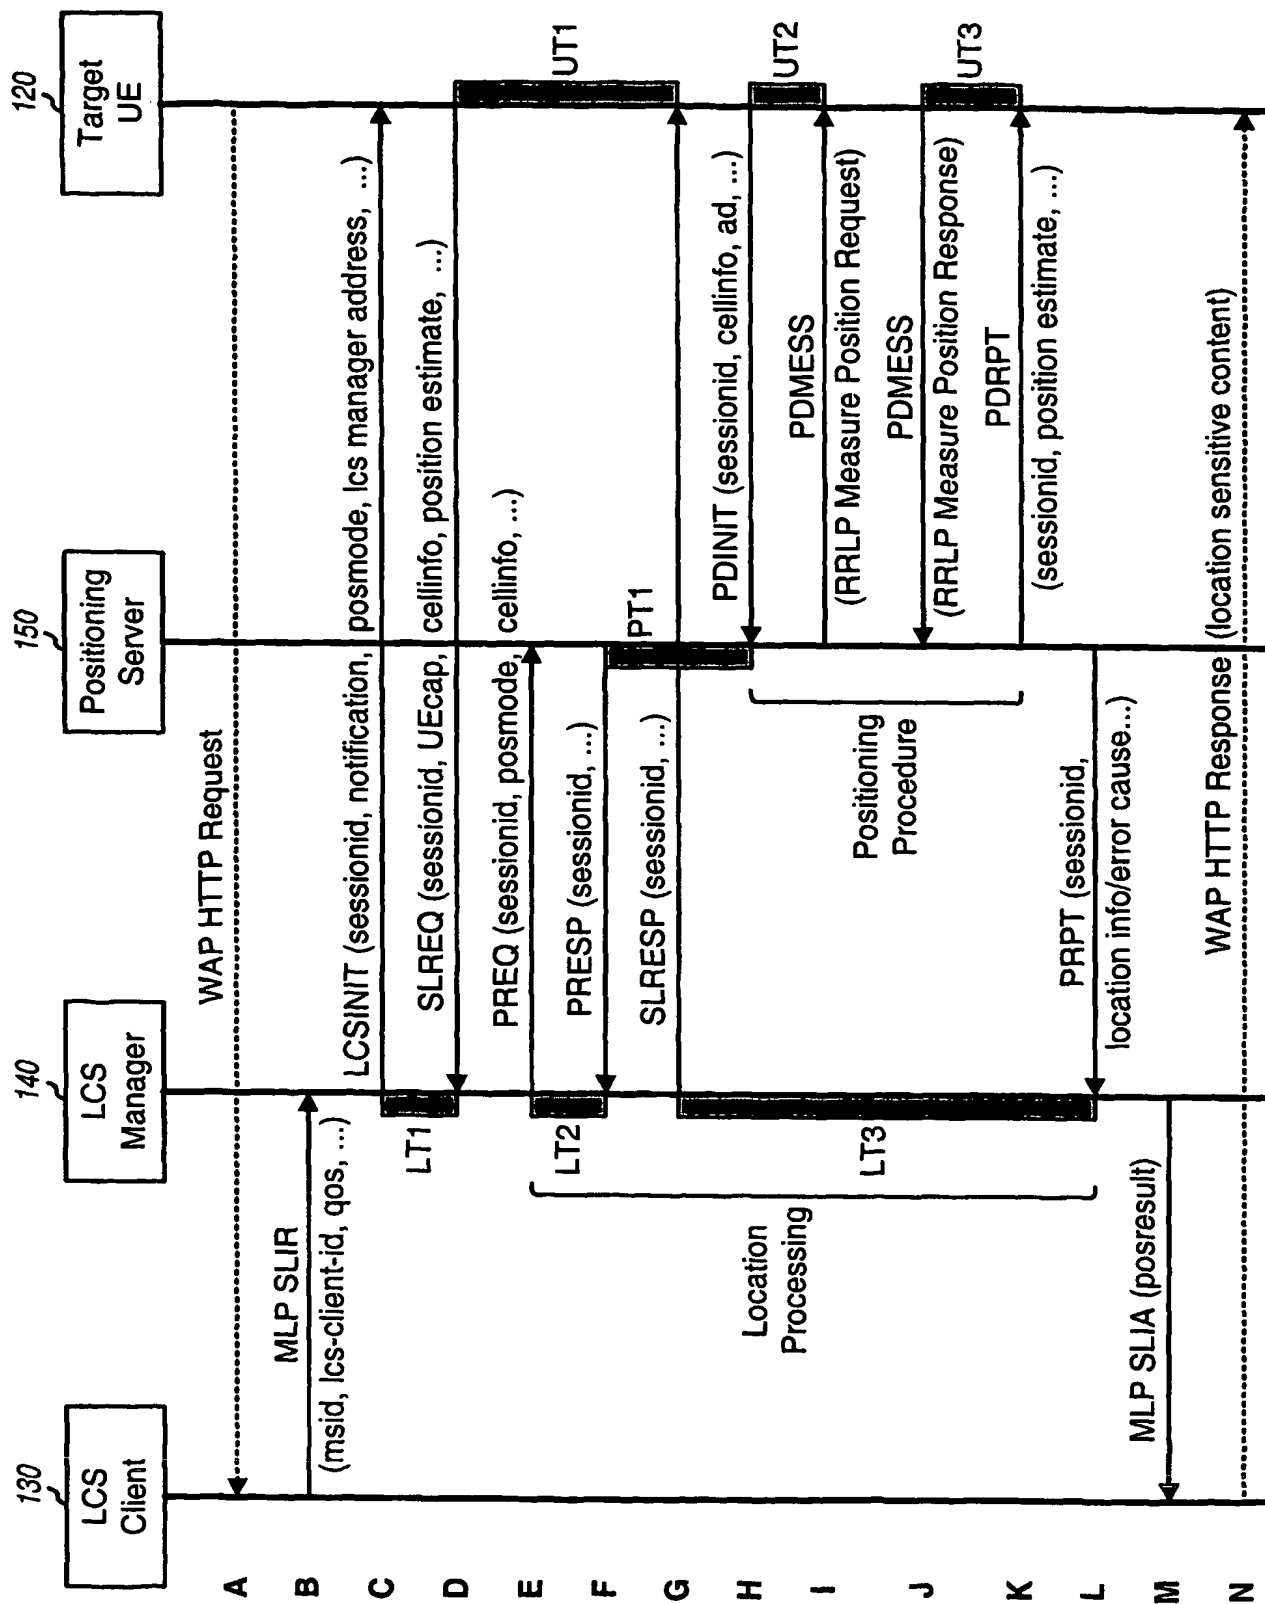 130
LCS
Client
140
LCS
Manager
150
Positioning
Server
120
Target
UE
A
WAP HTTP Request
B
MLP SLIR
(msid, lcs-client-id, qos, ...)
C
LCSINIT (sessionid, notification, posmode, lcs manager address, ...)
LT1
D
SLREQ (sessionid, UEcap, cellinfo, position estimate, ...)
UT1
E
PREQ (sessionid, posmode, cellinfo, ...)
LT2
F
PRESP (sessionid, ...)
PT1
G
SLRESP (sessionid, ...)
H
PDINIT (sessionid, cellinfo, ad, ...)
UT2
Location
Processing
LT3
Positioning
Procedure
I
PDMESS
(RRLP Measure Position Request)
J
PDMESS
(RRLP Measure Position Response)
UT3
K
PDRPT
(sessionid, position estimate, ...)
L
PRPT (sessionid,
location info/error cause...)
M
MLP SLIA (posresult)
N
WAP HTTP Response (location sensitive content)